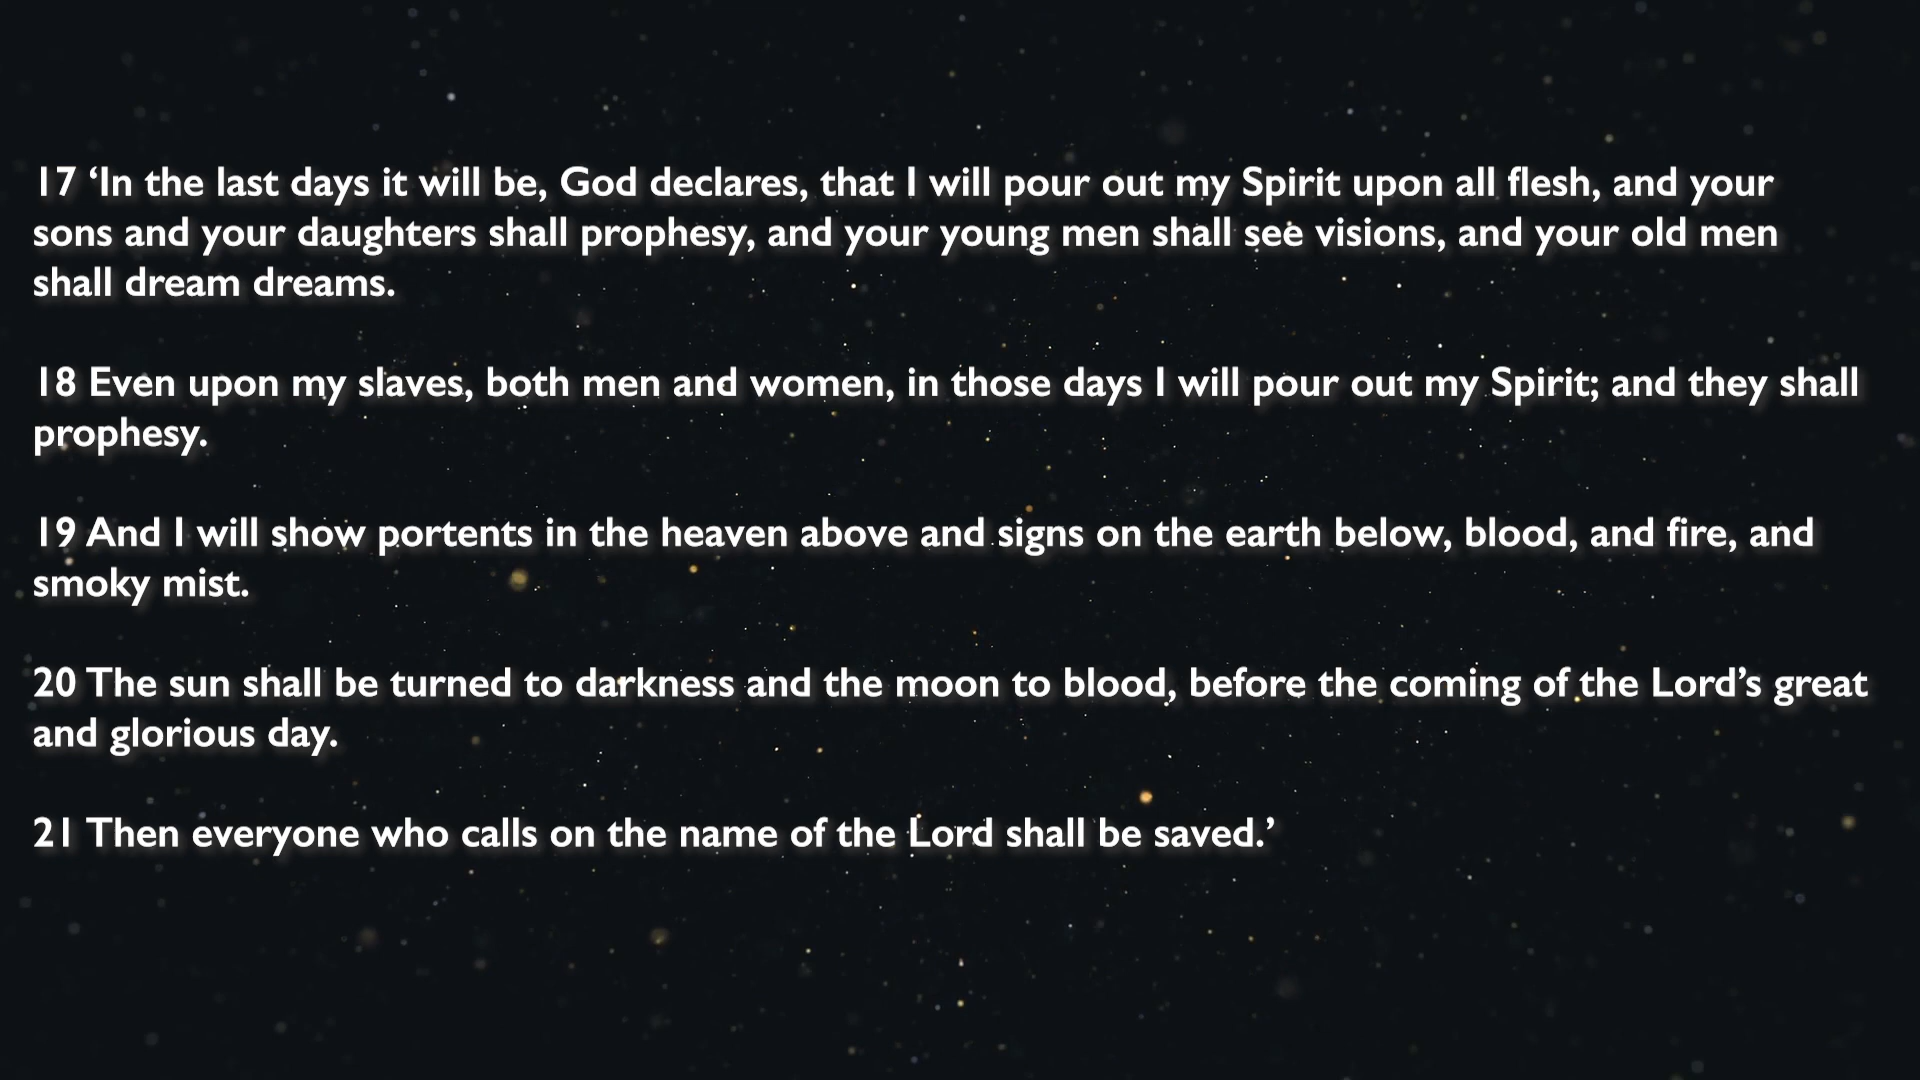 17 ‘In the last days it will be, God declares, that I will pour out my Spirit upon all flesh, and your
sons and your daughters shall prophesy, and your young men shall see visions, and your old men
shall dream dreams.
18 Even upon my slaves, both men and women, in those days I will pour out my Spirit; and they shall
prophesy.
19 And I will show portents in the heaven above and signs on the earth below, blood, and fire, and
smoky mist.
20 The sun shall be turned to darkness and the moon to blood, before the coming of the Lord’s great
and glorious day.
21 Then everyone who calls on the name of the Lord shall be saved.’